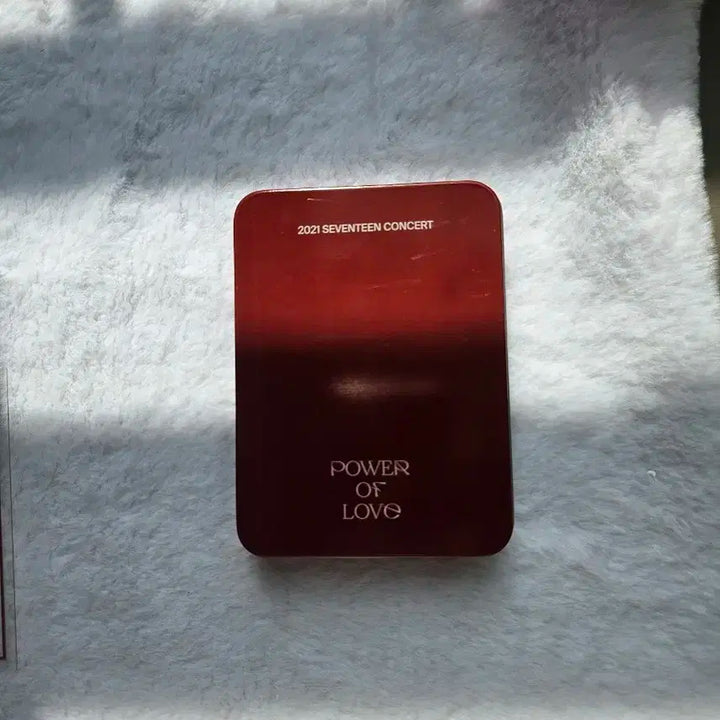 2021 SEVENTEEN CONCERT
POWER
OF
LOVE